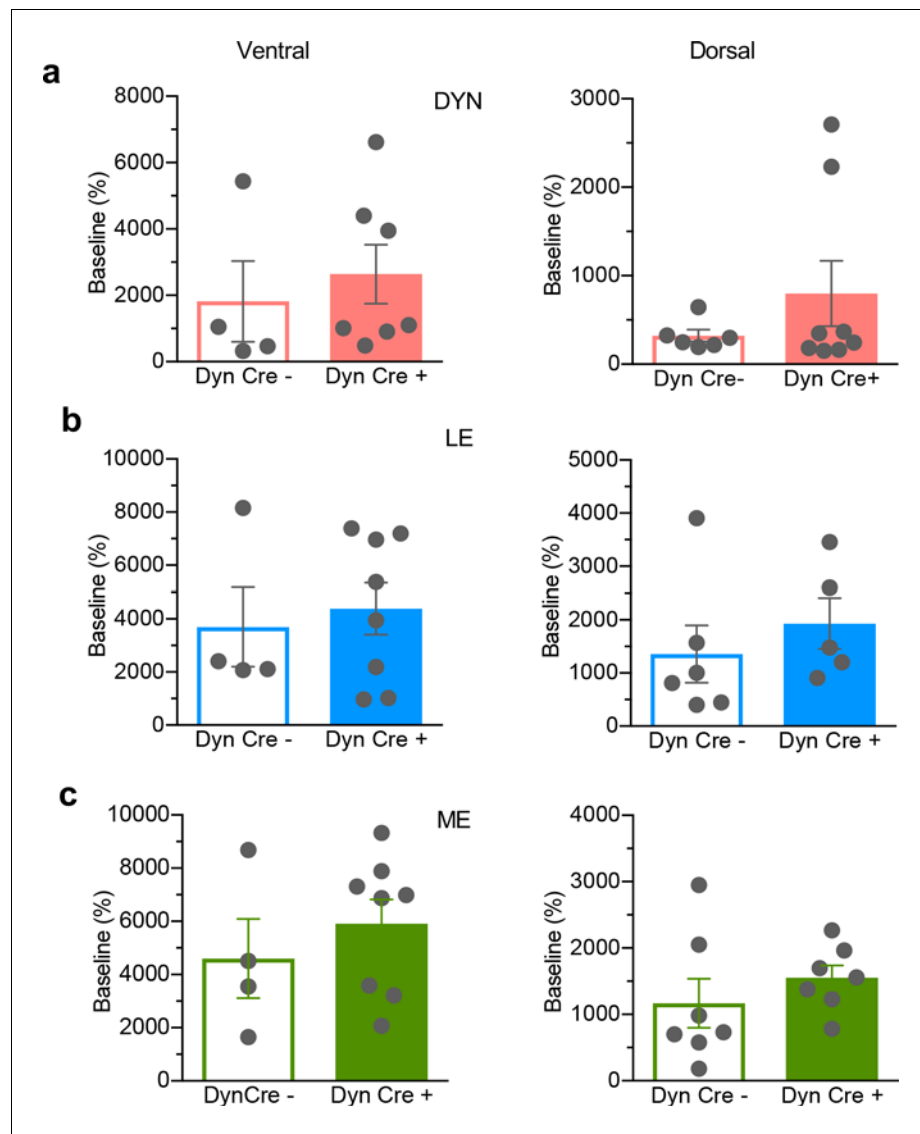 Ventral Dorsal
a
DYN
8000
6000
4000
2000
0
Baseline (%)
Dyn Cre - Dyn Cre +
3000
2000
1000
0
Baseline (%)
Dyn Cre- Dyn Cre+
b
LE
10000
8000
6000
4000
2000
0
Baseline (%)
Dyn Cre - Dyn Cre +
5000
4000
3000
2000
1000
0
Baseline (%)
Dyn Cre - Dyn Cre +
c
ME
10000
8000
6000
4000
2000
0
Baseline (%)
DynCre - Dyn Cre +
4000
3000
2000
1000
0
Baseline (%)
Dyn Cre - Dyn Cre +